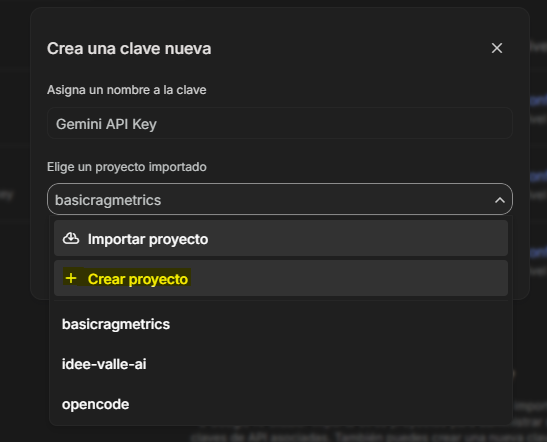 Crea una clave nueva
Asigna un nombre a la clave
Gemini API Key
Elige un proyecto importado
basicragmetrics
Importar proyecto
+ Crear proyecto
basicragmetrics
idee-valle-ai
opencode